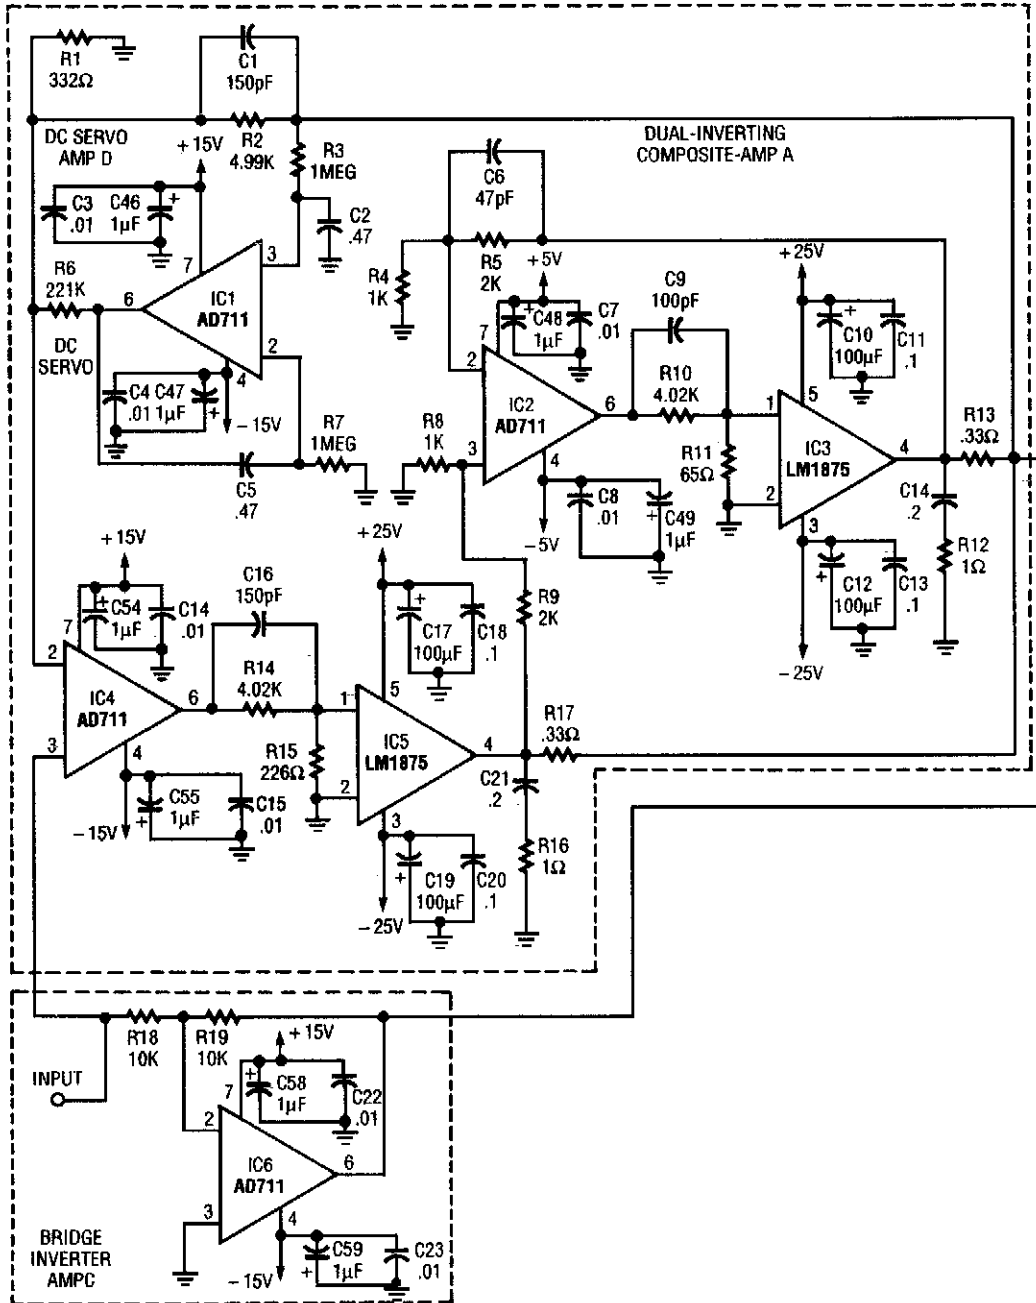 R1
332Ω
C1
150pF
DC SERVO
AMP D
+15V
R2
4.99K
R3
1MEG
DUAL-INVERTING
COMPOSITE-AMP A
C3
.01
C46
1µF
+
C2
.47
C6
47pF
R4
1K
R5
2K
+5V
+25V
R6
221K
6
7
3
IC1
AD711
2
4
DC
SERVO
C4
.01
C47
1µF
+
-15V
R7
1MEG
C5
.47
R8
1K
7
+
C48
1µF
C7
.01
C9
100pF
+
C10
100µF
C11
.1
2
IC2
AD711
3
6
4
R10
4.02K
R11
65Ω
1
5
IC3
LM1875
2
3
4
R13
.33Ω
C8
.01
C49
1µF
+
-5V
C14
.2
R12
1Ω
+
C12
100µF
C13
.1
-25V
+15V
+25V
+
C54
1µF
C14
.01
C16
150pF
+
C17
100µF
C18
.1
R9
2K
7
2
IC4
AD711
3
6
4
R14
4.02K
R15
226Ω
1
5
IC5
LM1875
2
3
4
R17
.33Ω
C21
.2
R16
1Ω
-15V
+
C55
1µF
C15
.01
+
C19
100µF
C20
.1
-25V
R18
10K
R19
10K
+15V
INPUT
+
C58
1µF
C22
.01
7
2
IC6
AD711
3
6
4
BRIDGE
INVERTER
AMPC
-15V
+
C59
1µF
C23
.01